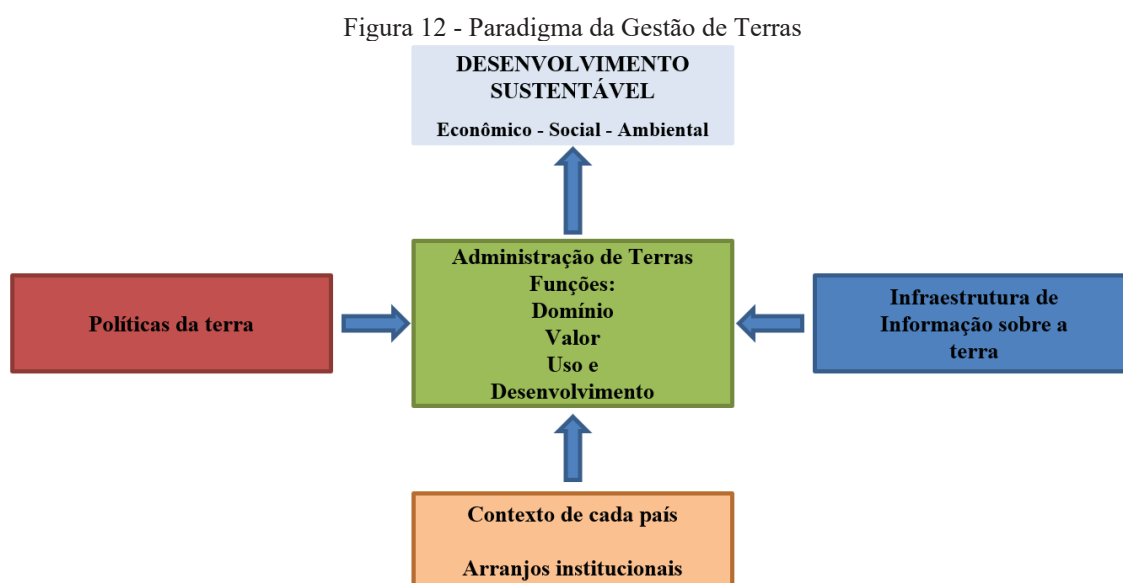 Figura 12 - Paradigma da Gestão de Terras
DESENVOLVIMENTO
SUSTENTÁVEL
Econômico - Social - Ambiental
Políticas da terra
Administração de Terras
Funções:
Domínio
Valor
Uso e
Desenvolvimento
Infraestrutura de
Informação sobre a
terra
Contexto de cada país
Arranjos institucionais